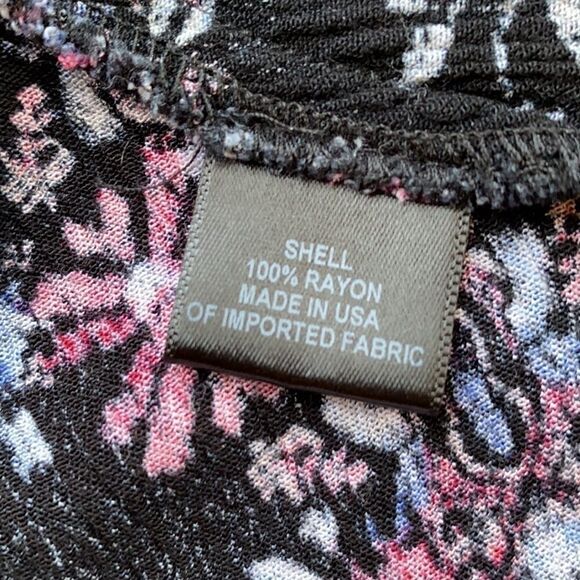 SHELL
100% RAYON
MADE IN USA
OF IMPORTED FABRIC